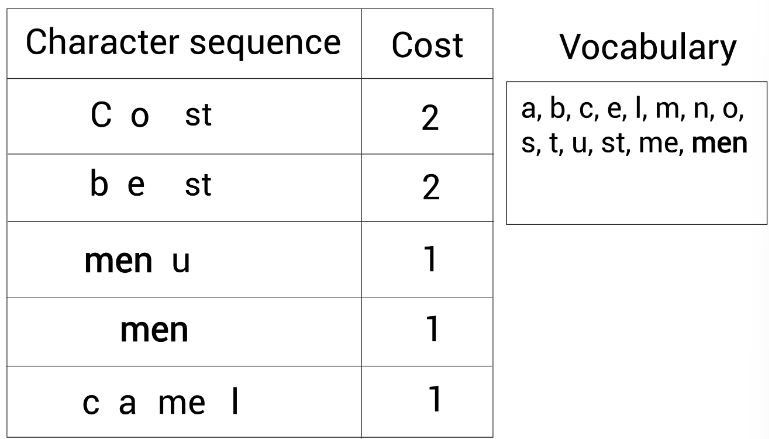 Character sequence Cost
C o st 2
b e st 2
men u 1
men 1
c a me l 1
Vocabulary
a, b, c, e, l, m, n, o,
s, t, u, st, me, men